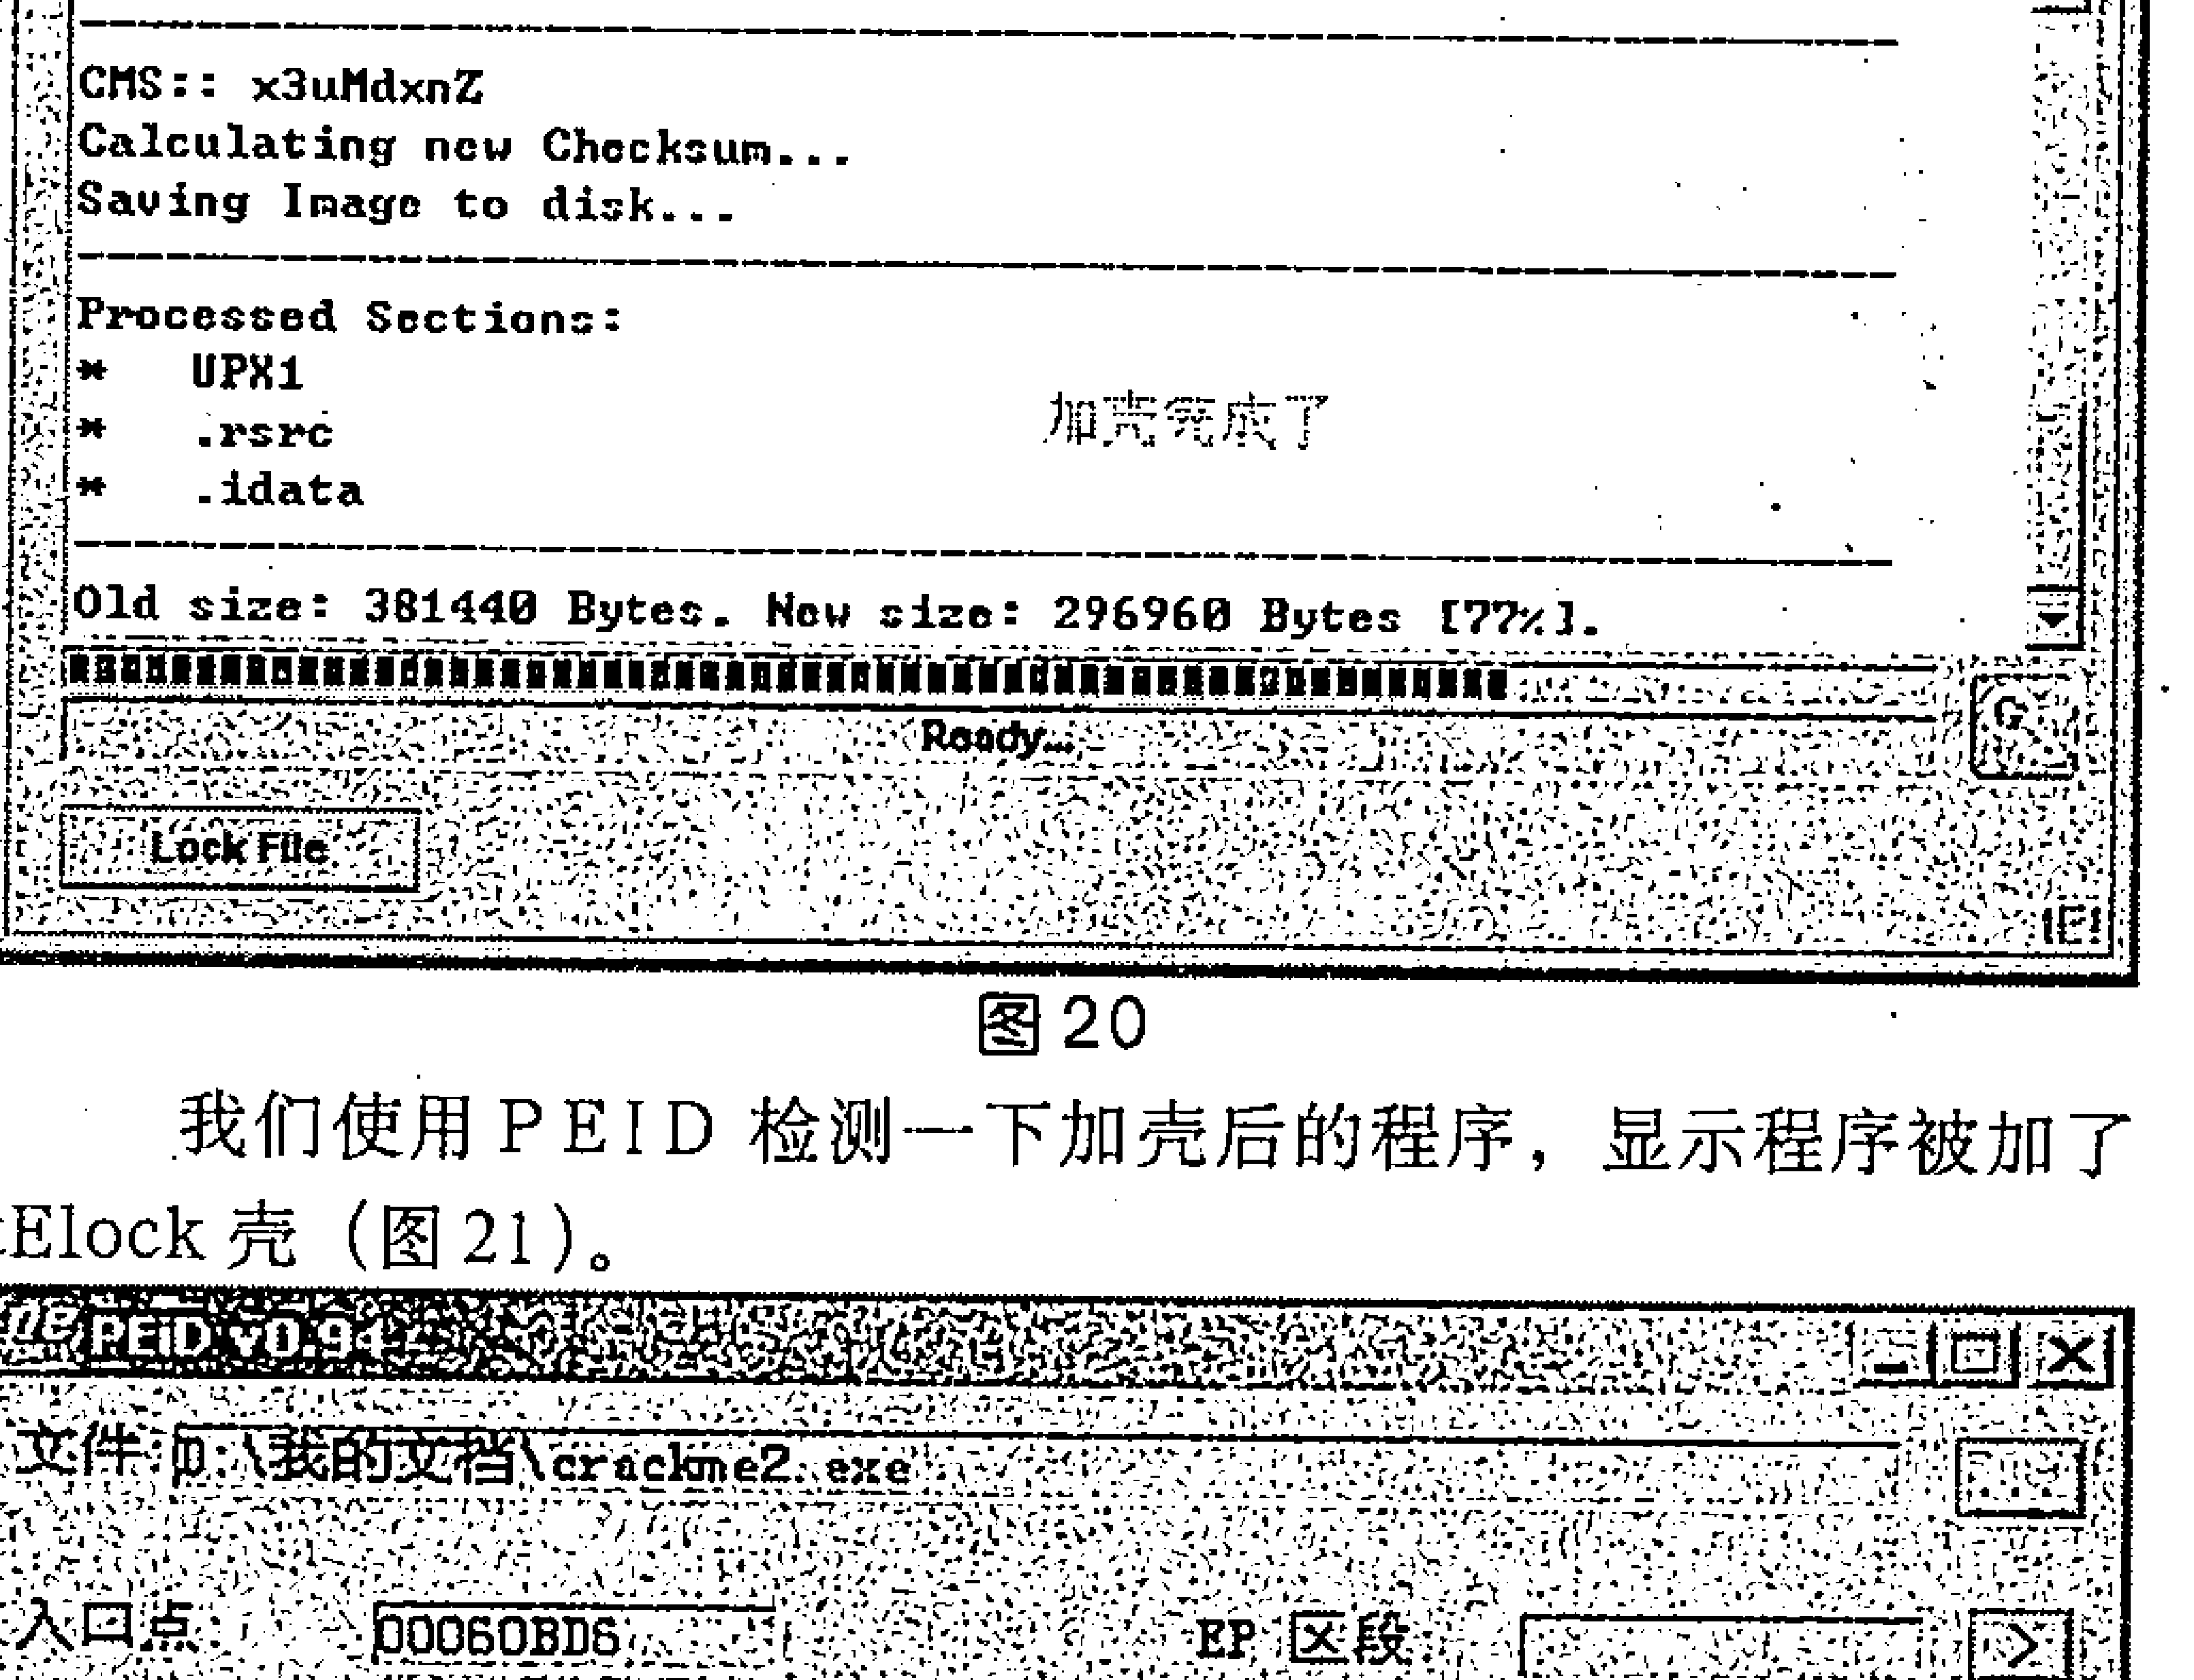 CMS:: x3uMdxnZ
Calculating new Checksum...
Saving Image to disk...
Processed Sections:
* UPX1
* .rsrc
加壳完成了
* .idata
Old size: 381440 Bytes. New size: 296960 Bytes [77%].
Ready...
Lock File
图 20
我们使用 PEID 检测一下加壳后的程序，显示程序被加了
Elock 壳（图 21）。
PEiD v0.94
文件: D:\我的文档\crackme2.exe
入口点: 00060BD6
EP 区段: >